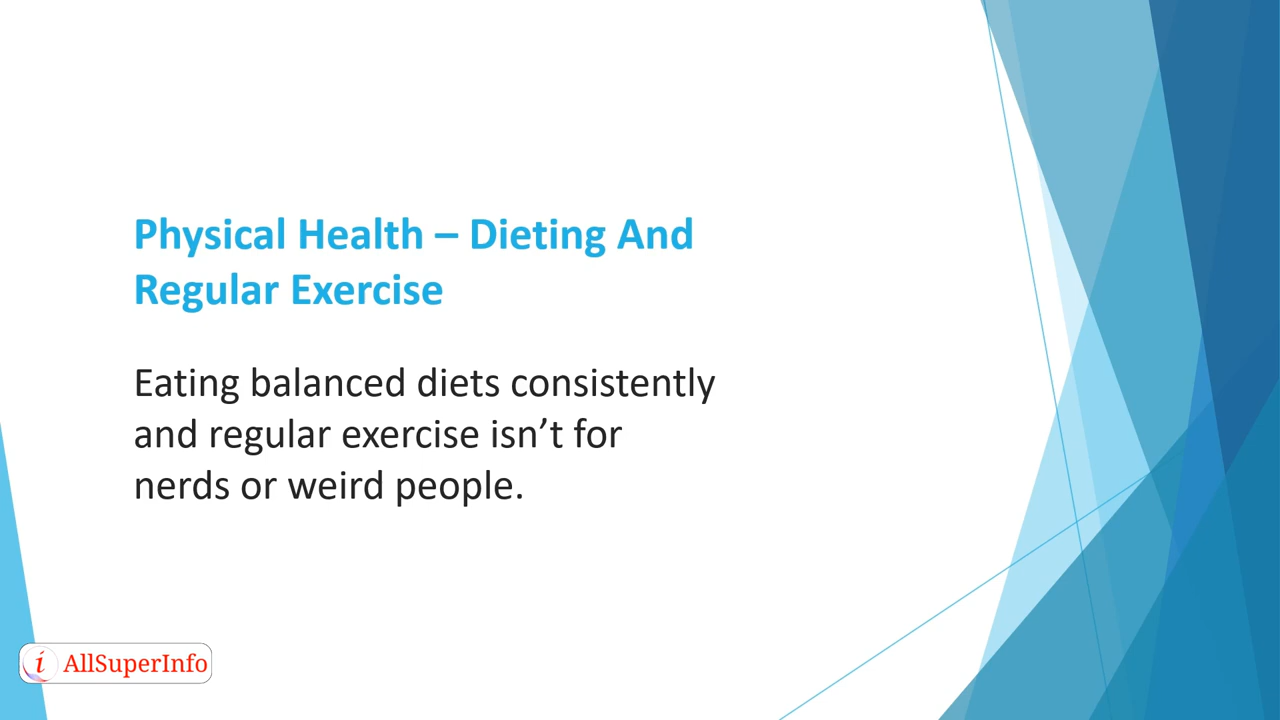 Physical Health – Dieting And
Regular Exercise
Eating balanced diets consistently
and regular exercise isn’t for
nerds or weird people.
i AllSuperInfo